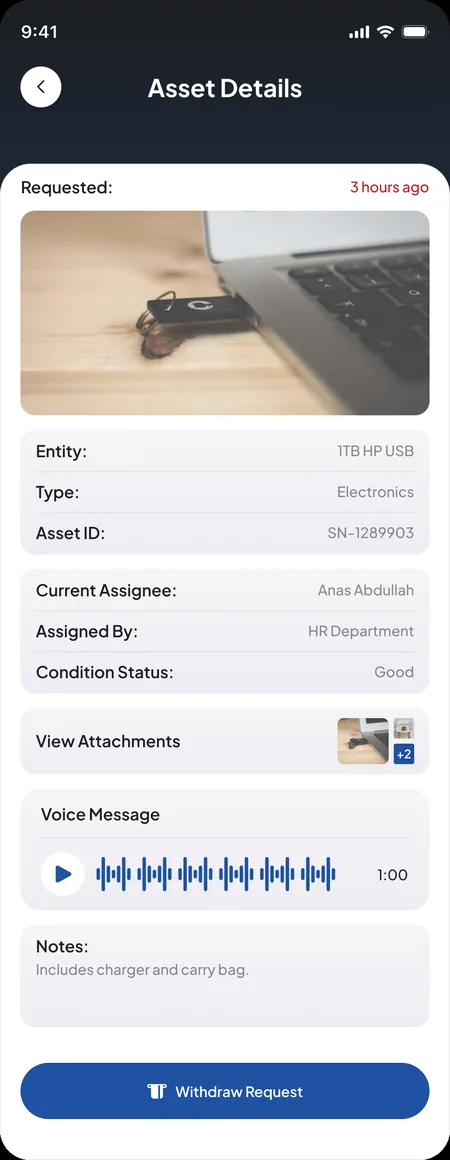 9:41
Asset Details
Requested: 3 hours ago
Entity: 1TB HP USB
Type: Electronics
Asset ID: SN-1289903
Current Assignee: Anas Abdullah
Assigned By: HR Department
Condition Status: Good
View Attachments +2
Voice Message
1:00
Notes:
Includes charger and carry bag.
Withdraw Request